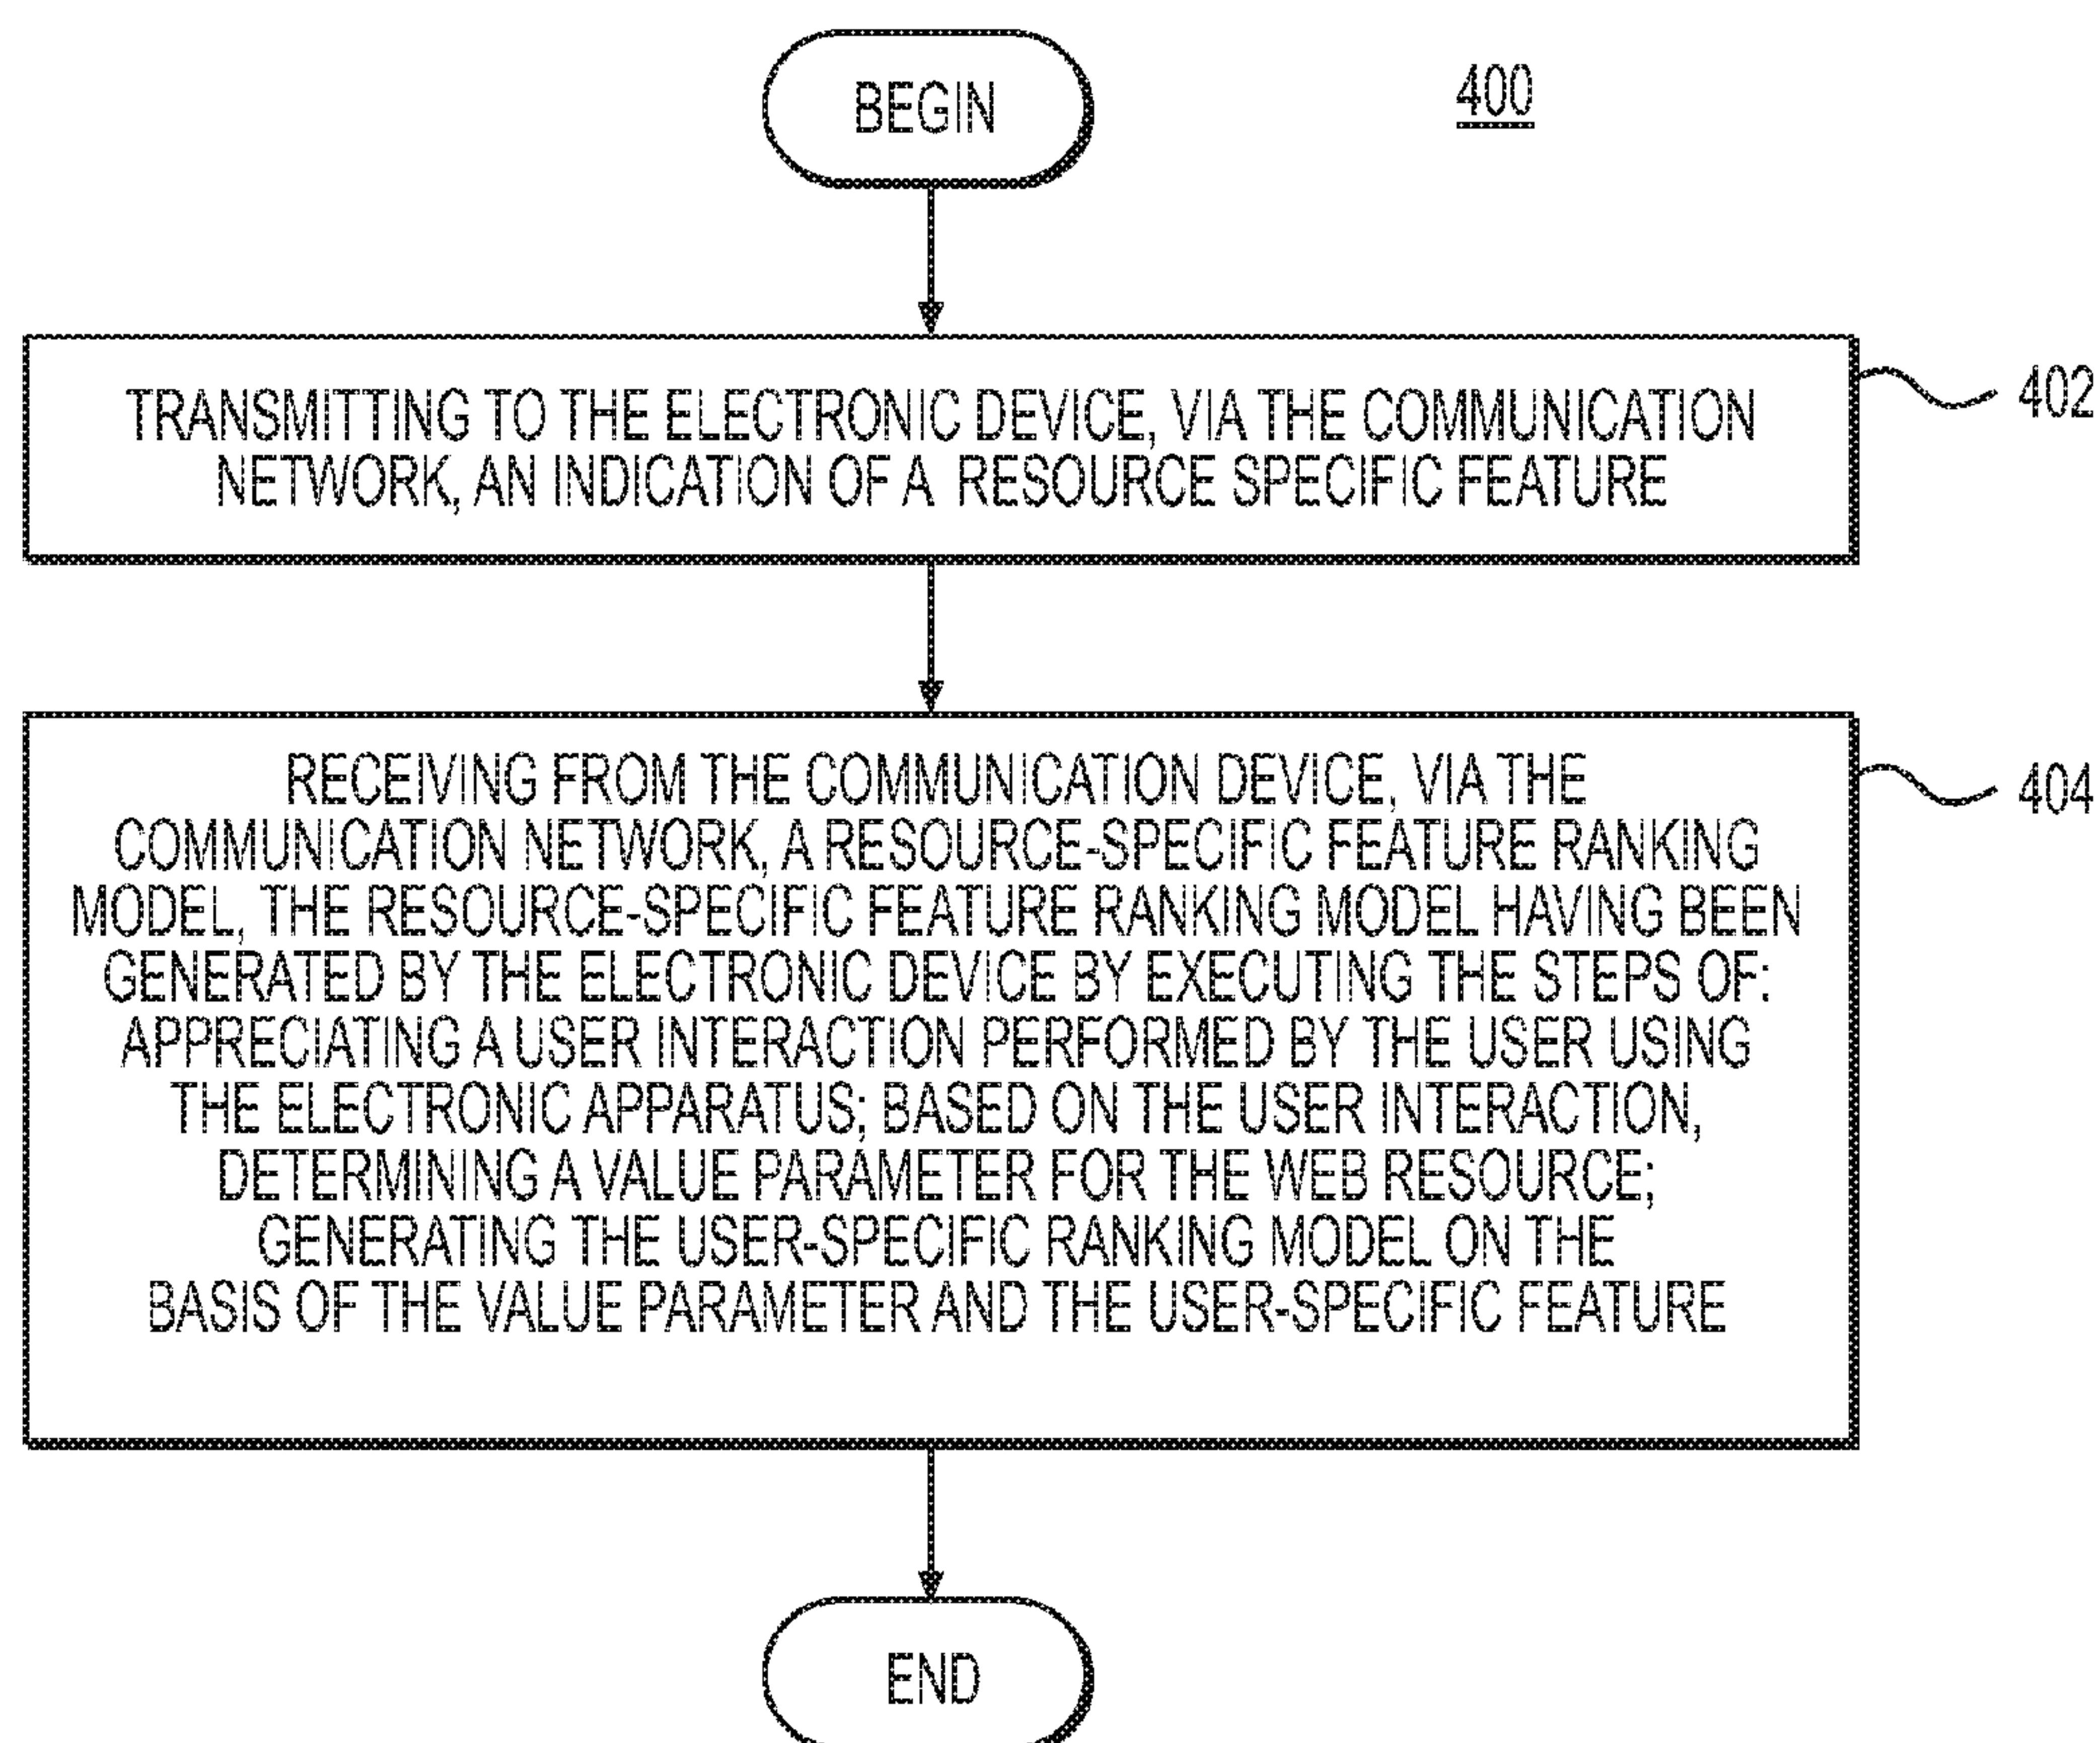 BEGIN
400
TRANSMITTING TO THE ELECTRONIC DEVICE, VIA THE COMMUNICATION
NETWORK, AN INDICATION OF A RESOURCE SPECIFIC FEATURE
402
RECEIVING FROM THE COMMUNICATION DEVICE, VIA THE
COMMUNICATION NETWORK, A RESOURCE-SPECIFIC FEATURE RANKING
MODEL, THE RESOURCE-SPECIFIC FEATURE RANKING MODEL HAVING BEEN
GENERATED BY THE ELECTRONIC DEVICE BY EXECUTING THE STEPS OF:
APPRECIATING A USER INTERACTION PERFORMED BY THE USER USING
THE ELECTRONIC APPARATUS; BASED ON THE USER INTERACTION,
DETERMINING A VALUE PARAMETER FOR THE WEB RESOURCE;
GENERATING THE USER-SPECIFIC RANKING MODEL ON THE
BASIS OF THE VALUE PARAMETER AND THE USER-SPECIFIC FEATURE
404
END